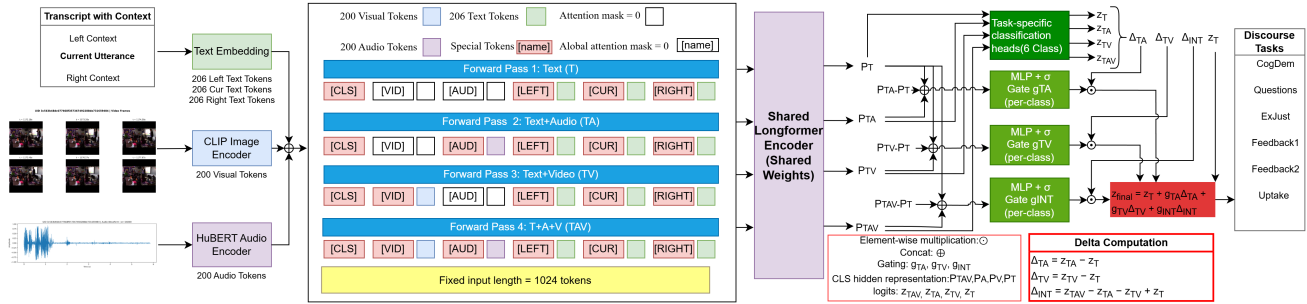 Transcript with Context
Left Context
Current Utterance
Right Context
Text Embedding
206 Left Text Tokens
206 Cur Text Tokens
206 Right Text Tokens
CLIP Image
Encoder
200 Visual Tokens
HuBERT Audio
Encoder
200 Audio Tokens
200 Visual Tokens
206 Text Tokens
Attention mask = 0
200 Audio Tokens
Special Tokens [name]
Alobal attention mask = 0 [name]
Forward Pass 1: Text (T)
[CLS] [VID] [AUD] [LEFT] [CUR] [RIGHT]
Forward Pass 2: Text+Audio (TA)
[CLS] [VID] [AUD] [LEFT] [CUR] [RIGHT]
Forward Pass 3: Text+Video (TV)
[CLS] [VID] [AUD] [LEFT] [CUR] [RIGHT]
Forward Pass 4: T+A+V (TAV)
[CLS] [VID] [AUD] [LEFT] [CUR] [RIGHT]
Fixed input length = 1024 tokens
Shared
Longformer
Encoder
(Shared
Weights)
PT
PTA-PT
PTA
PTV-PT
PTV
PTAV-PT
PTAV
Task-specific
classification
heads(6 Class)
zT
zTA
zTV
zTAV
ΔTA ΔTV ΔINT zT
MLP + σ
Gate gTA
(per-class)
MLP + σ
Gate gTV
(per-class)
MLP + σ
Gate gINT
(per-class)
zfinal = zT + gTAΔTA +
gTVΔTV + gINTΔINT
Discourse
Tasks
CogDem
Questions
ExJust
Feedback1
Feedback2
Uptake
Element-wise multiplication:⊙
Concat: ⊕
Gating: gTA, gTV, gINT
CLS hidden representation:PTAV,PA,PV,PT
logits: zTAV, zTA, zTV, zT
Delta Computation
ΔTA = zTA − zT
ΔTV = zTV − zT
ΔINT = zTAV − zTA − zTV + zT